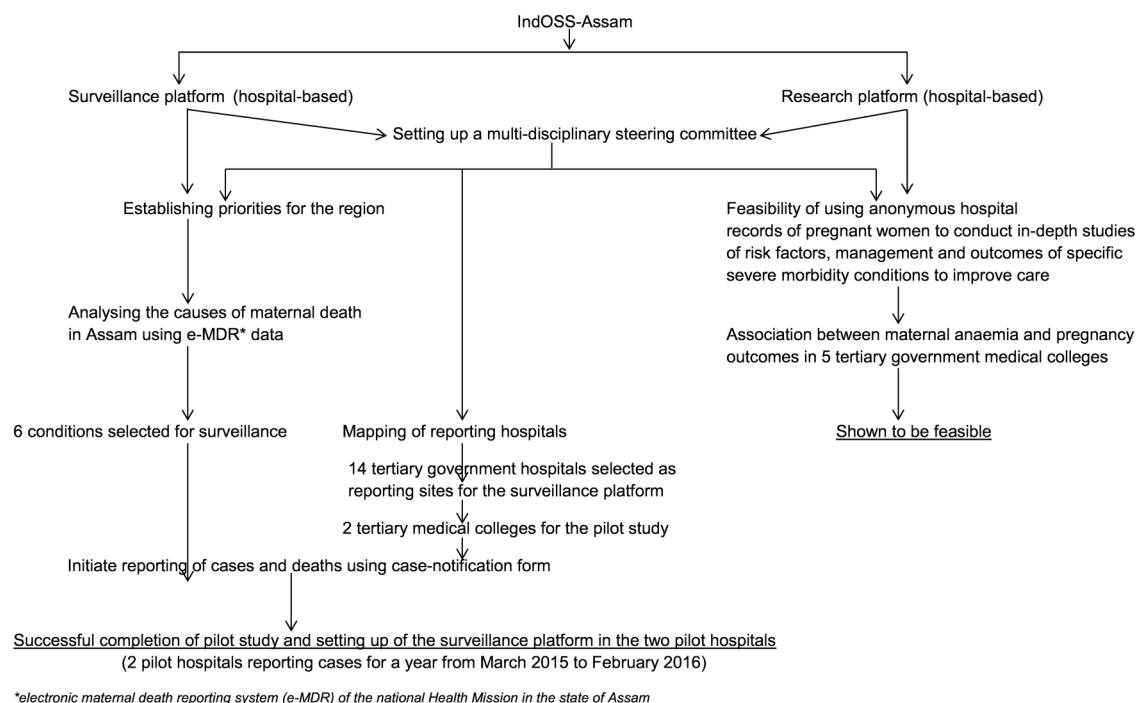 IndOSS-Assam
Surveillance platform (hospital-based)
Research platform (hospital-based)
Setting up a multi-disciplinary steering committee
Establishing priorities for the region
Feasibility of using anonymous hospital
records of pregnant women to conduct in-depth studies
of risk factors, management and outcomes of specific
severe morbidity conditions to improve care
Analysing the causes of maternal death
in Assam using e-MDR* data
Association between maternal anaemia and pregnancy
outcomes in 5 tertiary government medical colleges
6 conditions selected for surveillance
Mapping of reporting hospitals
Shown to be feasible
14 tertiary government hospitals selected as
reporting sites for the surveillance platform
2 tertiary medical colleges for the pilot study
Initiate reporting of cases and deaths using case-notification form
Successful completion of pilot study and setting up of the surveillance platform in the two pilot hospitals
(2 pilot hospitals reporting cases for a year from March 2015 to February 2016)
*electronic maternal death reporting system (e-MDR) of the national Health Mission in the state of Assam